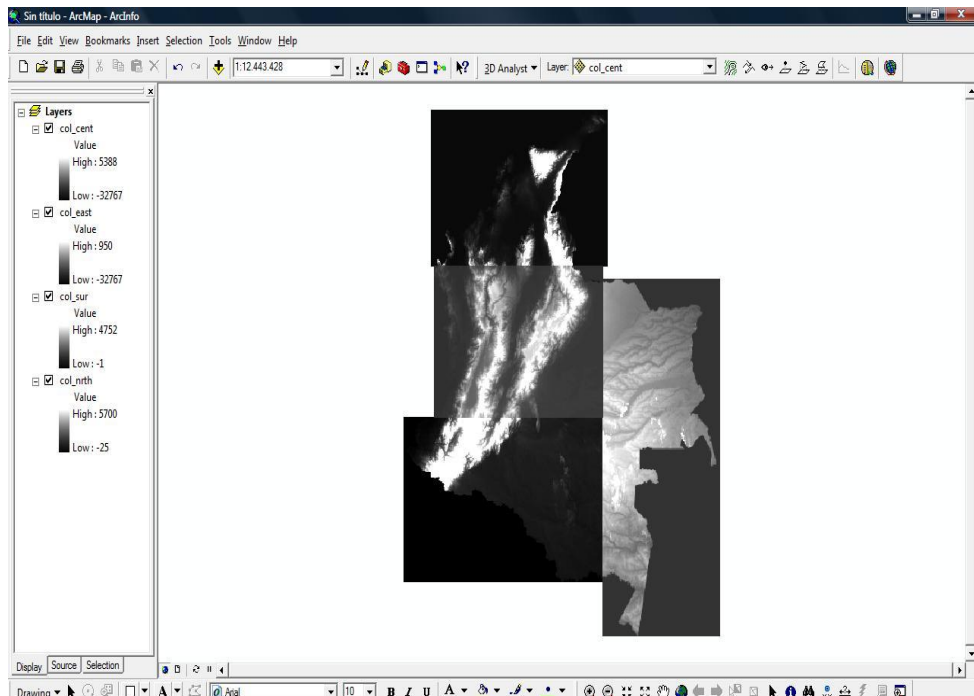 Sin título - ArcMap - ArcInfo
File Edit View Bookmarks Insert Selection Tools Window Help
1:12.443.428 3D Analyst Layer: col_cent
Layers
col_cent
Value
High : 5388
Low : -32767
col_east
Value
High : 950
Low : -32767
col_sur
Value
High : 4752
Low : -1
col_nrth
Value
High : 5700
Low : -25
Display Source Selection
Drawing A Arial 10 B I U A